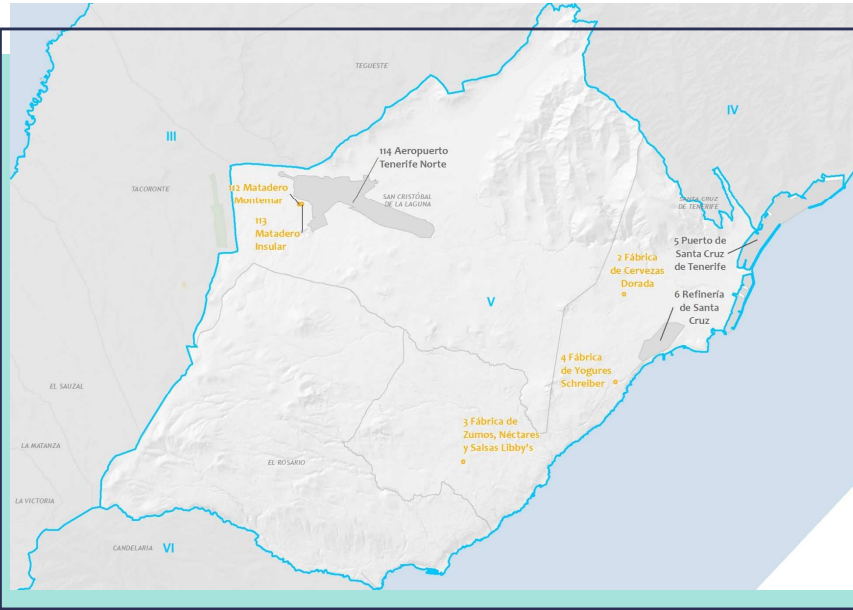 TEGUESTE
IV
III
114 Aeropuerto
Tenerife Norte
TACORONTE
112 Matadero
Montemar
SAN CRISTÓBAL
DE LA LAGUNA
SANTA CRUZ
DE TENERIFE
113
Matadero
Insular
5 Puerto de
Santa Cruz
de Tenerife
2 Fábrica
de Cervezas
Dorada
V
6 Refinería
de Santa
Cruz
4 Fábrica
de Yogures
Schreiber
EL SAUZAL
3 Fábrica de
Zumos, Néctares
y Salsas Libby's
LA MATANZA
EL ROSARIO
LA VICTORIA
CANDELARIA
VI